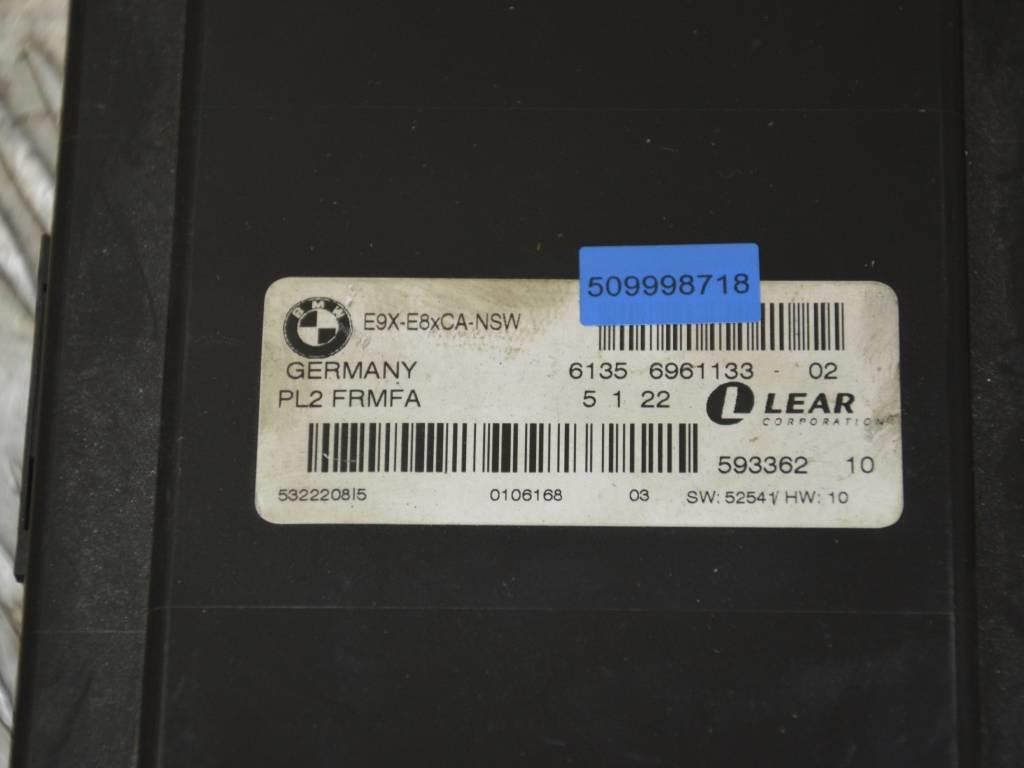 509998718
BMW E9X-E8xCA-NSW
GERMANY 6135 6961133 - 02
PL2 FRMFA 5 1 22 LEAR
CORPORATION
593362 10
532220815 0106168 03 SW: 52541/ HW: 10